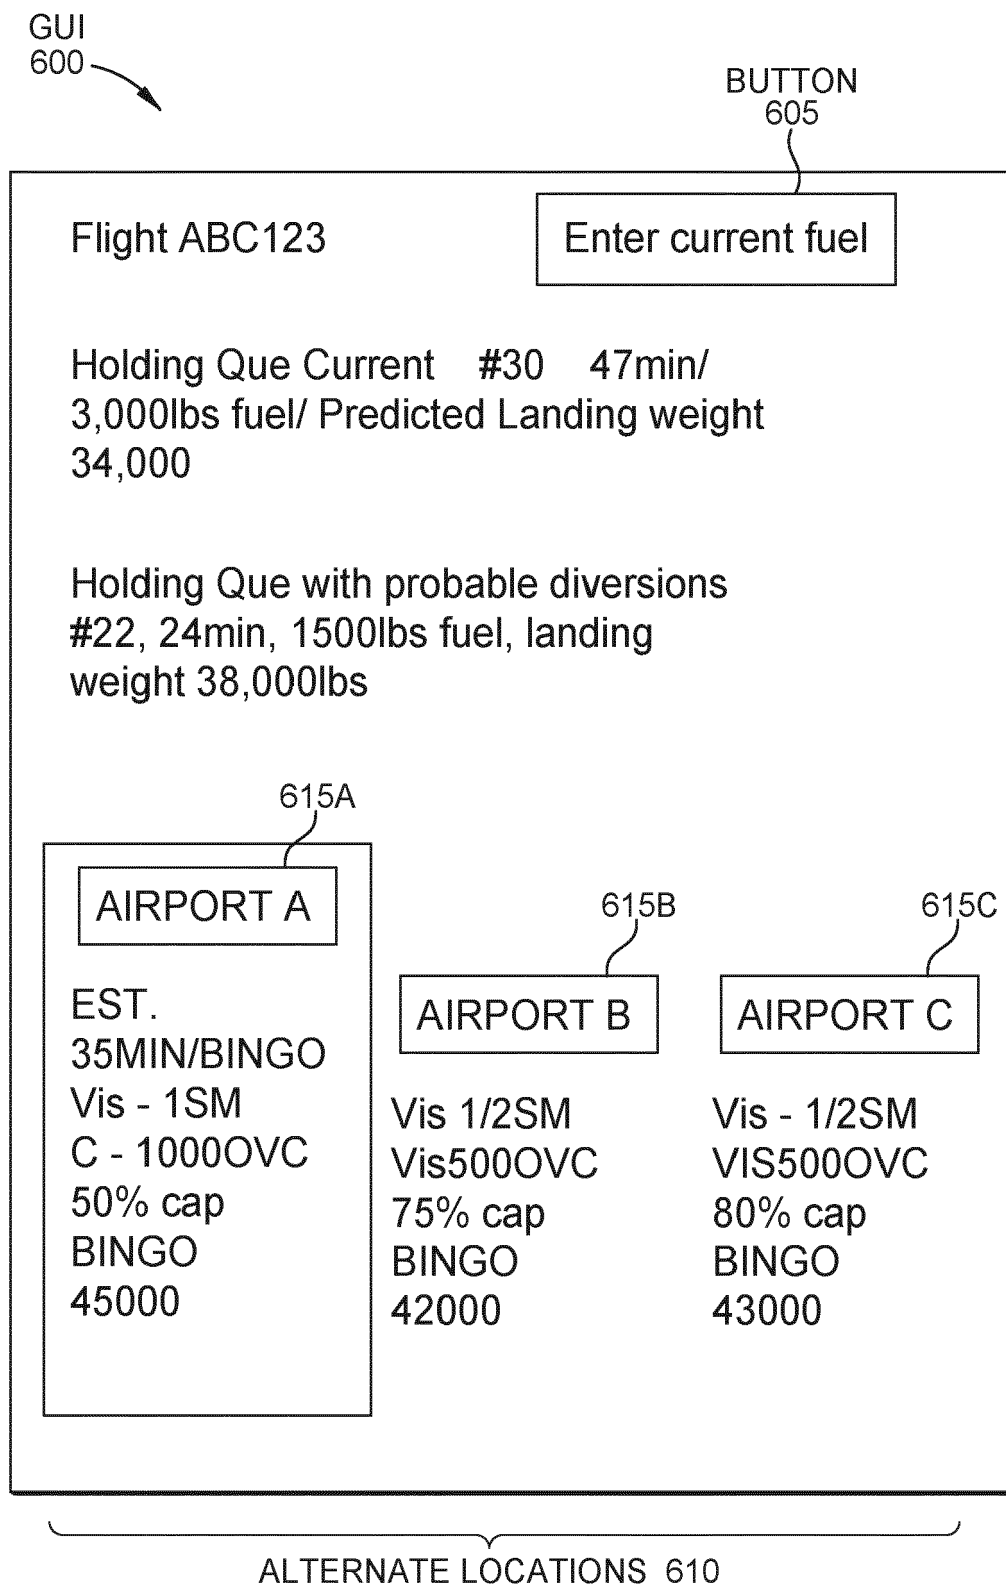 GUI
600
BUTTON
605
Flight ABC123
Enter current fuel
Holding Que Current #30 47min/
3,000lbs fuel/ Predicted Landing weight
34,000
Holding Que with probable diversions
#22, 24min, 1500lbs fuel, landing
weight 38,000lbs
615A
AIRPORT A
EST.
35MIN/BINGO
Vis - 1SM
C - 1000OVC
50% cap
BINGO
45000
615B
AIRPORT B
Vis 1/2SM
Vis500OVC
75% cap
BINGO
42000
615C
AIRPORT C
Vis - 1/2SM
VIS500OVC
80% cap
BINGO
43000
ALTERNATE LOCATIONS 610